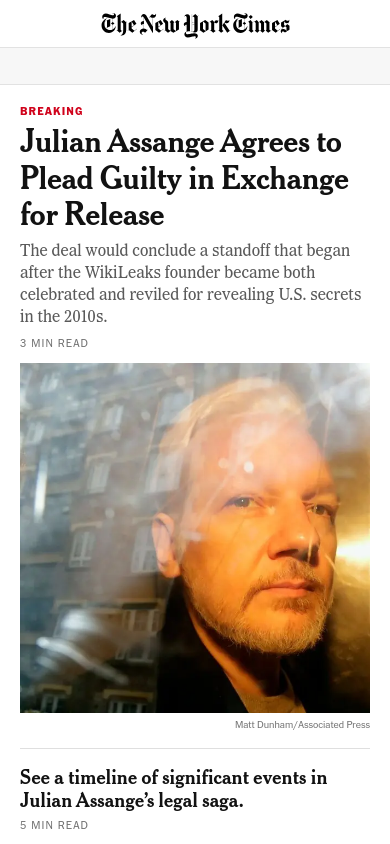 The New York Times
BREAKING
Julian Assange Agrees to
Plead Guilty in Exchange
for Release
The deal would conclude a standoff that began
after the WikiLeaks founder became both
celebrated and reviled for revealing U.S. secrets
in the 2010s.
3 MIN READ
Matt Dunham/Associated Press
See a timeline of significant events in
Julian Assange’s legal saga.
5 MIN READ